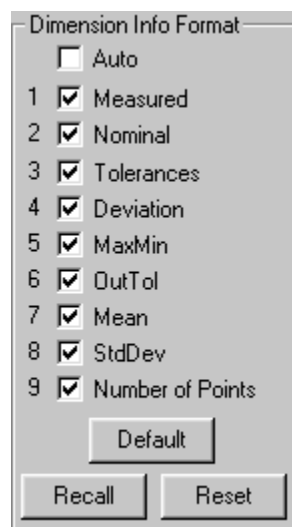 Dimension Info Format
Auto
1 Measured
2 Nominal
3 Tolerances
4 Deviation
5 MaxMin
6 OutTol
7 Mean
8 StdDev
9 Number of Points
Default
Recall Reset